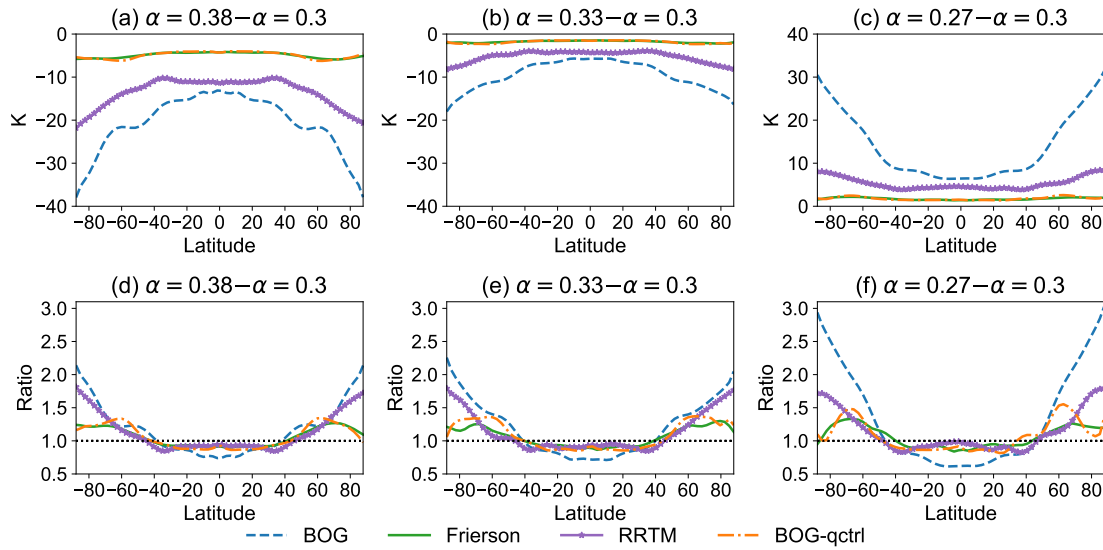 (a) α = 0.38−α = 0.3
(b) α = 0.33−α = 0.3
(c) α = 0.27−α = 0.3
0
−10
−20
−30
−40
K
−80−60−40−20 0 20 40 60 80
Latitude
0
−10
−20
−30
−40
K
−80−60−40−20 0 20 40 60 80
Latitude
40
30
20
10
0
K
−80−60−40−20 0 20 40 60 80
Latitude
(d) α = 0.38−α = 0.3
(e) α = 0.33−α = 0.3
(f) α = 0.27−α = 0.3
3.0
2.5
2.0
1.5
1.0
0.5
Ratio
−80−60−40−20 0 20 40 60 80
Latitude
3.0
2.5
2.0
1.5
1.0
0.5
Ratio
−80−60−40−20 0 20 40 60 80
Latitude
3.0
2.5
2.0
1.5
1.0
0.5
Ratio
−80−60−40−20 0 20 40 60 80
Latitude
BOG Frierson RRTM BOG-qctrl